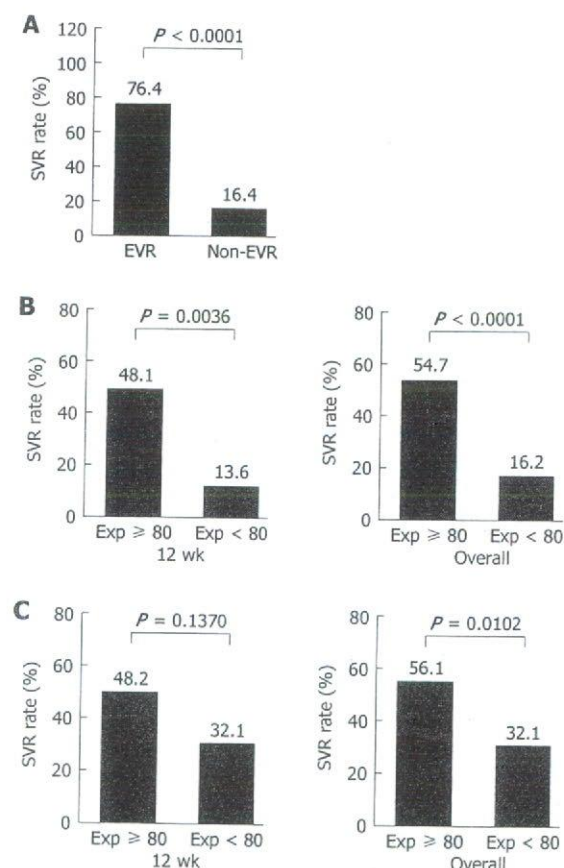 A
P < 0.0001
120
100
80
60
40
20
0
SVR rate (%)
76.4
16.4
EVR Non-EVR
B
P = 0.0036
80
60
40
20
0
SVR rate (%)
48.1
13.6
Exp ≥ 80 Exp < 80
12 wk
P < 0.0001
80
60
40
20
0
SVR rate (%)
54.7
16.2
Exp ≥ 80 Exp < 80
Overall
C
P = 0.1370
80
60
40
20
0
SVR rate (%)
48.2
32.1
Exp ≥ 80 Exp < 80
12 wk
P = 0.0102
80
60
40
20
0
SVR rate (%)
56.1
32.1
Exp ≥ 80 Exp < 80
Overall